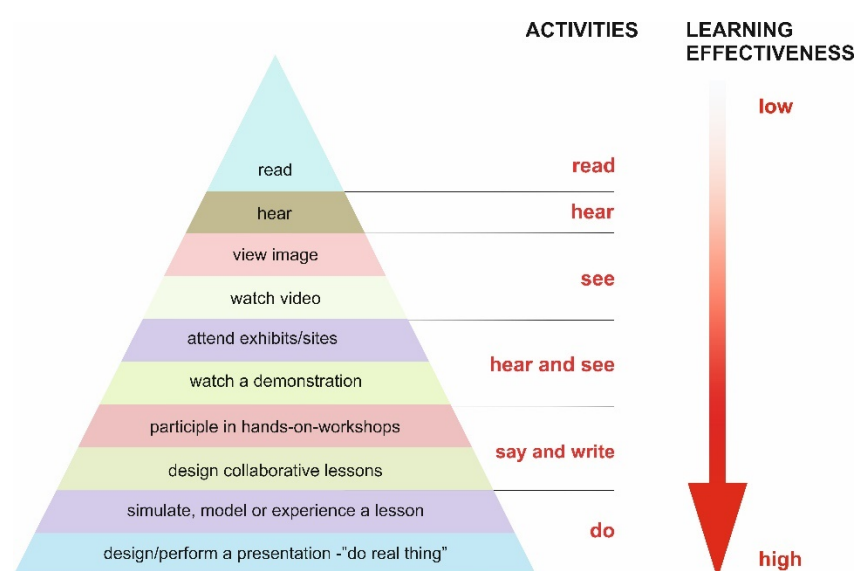 ACTIVITIES
LEARNING
EFFECTIVENESS
low
read
read
hear
hear
view image
see
watch video
attend exhibits/sites
hear and see
watch a demonstration
participle in hands-on-workshops
say and write
design collaborative lessons
simulate, model or experience a lesson
do
design/perform a presentation -"do real thing"
high